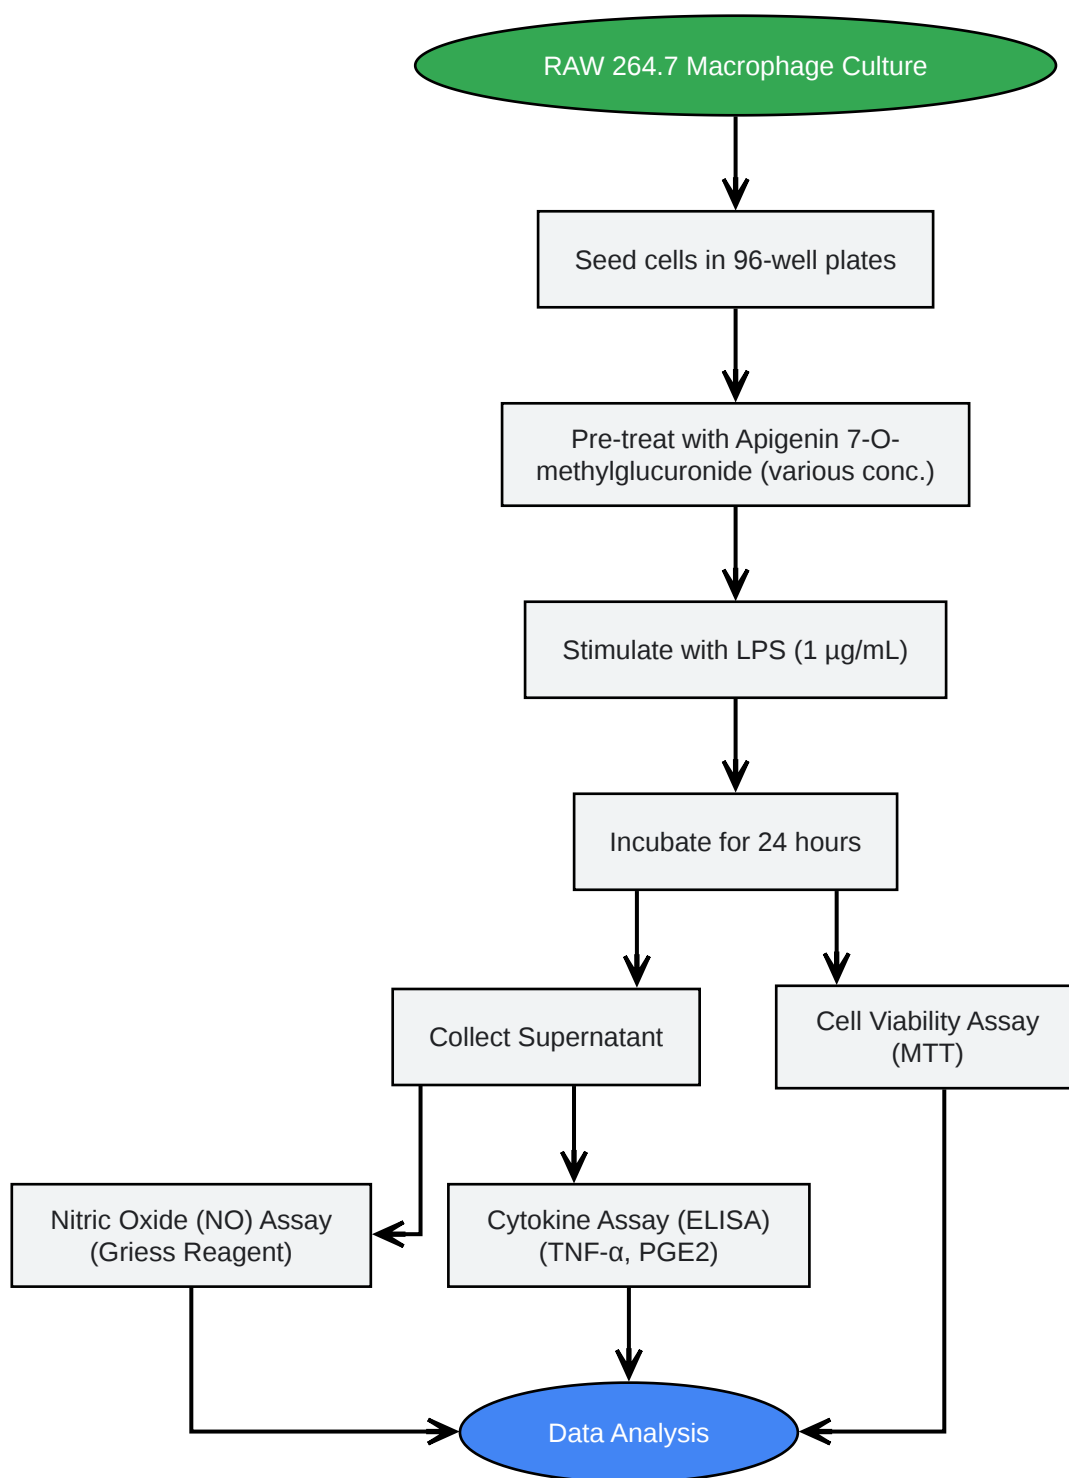 RAW 264.7 Macrophage Culture
Seed cells in 96-well plates
Pre-treat with Apigenin 7-O-
methylglucuronide (various conc.)
Stimulate with LPS (1 µg/mL)
Incubate for 24 hours
Collect Supernatant
Cell Viability Assay
(MTT)
Nitric Oxide (NO) Assay
(Griess Reagent)
Cytokine Assay (ELISA)
(TNF-α, PGE2)
Data Analysis